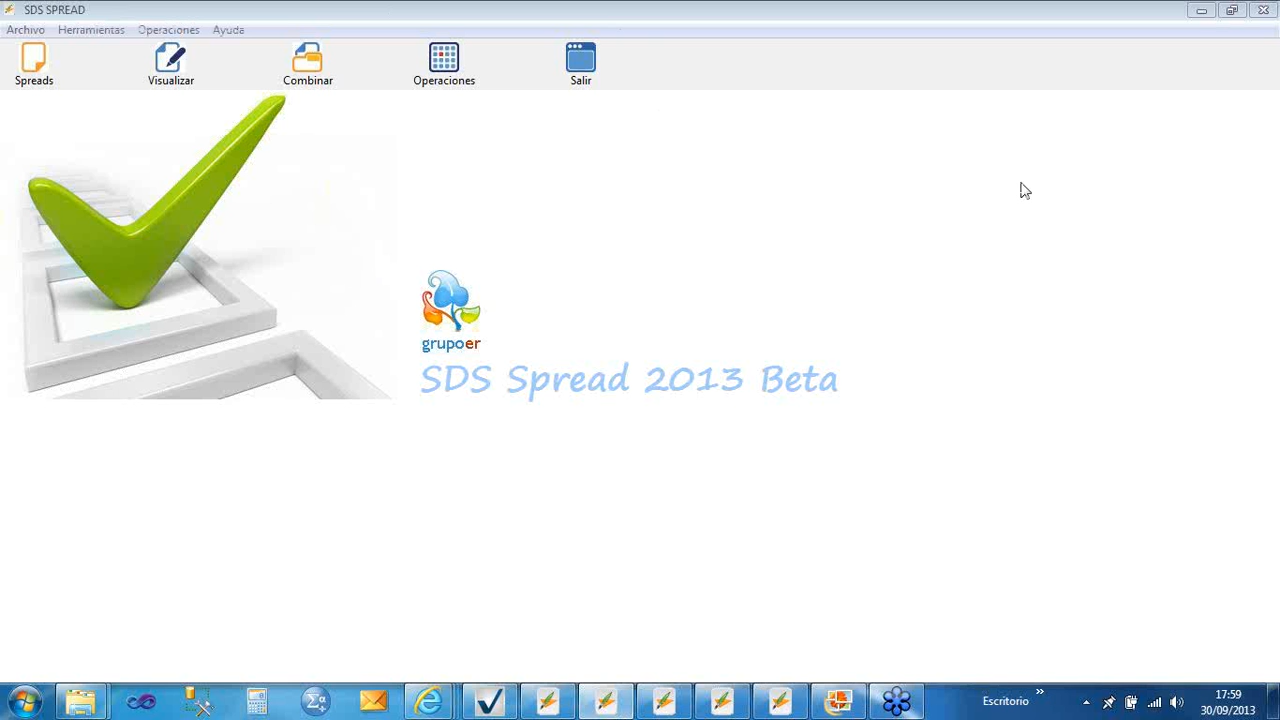 SDS SPREAD
Archivo Herramientas Operaciones Ayuda
Spreads Visualizar Combinar Operaciones Salir
grupoer
SDS Spread 2013 Beta
Escritorio »
17:59
30/09/2013